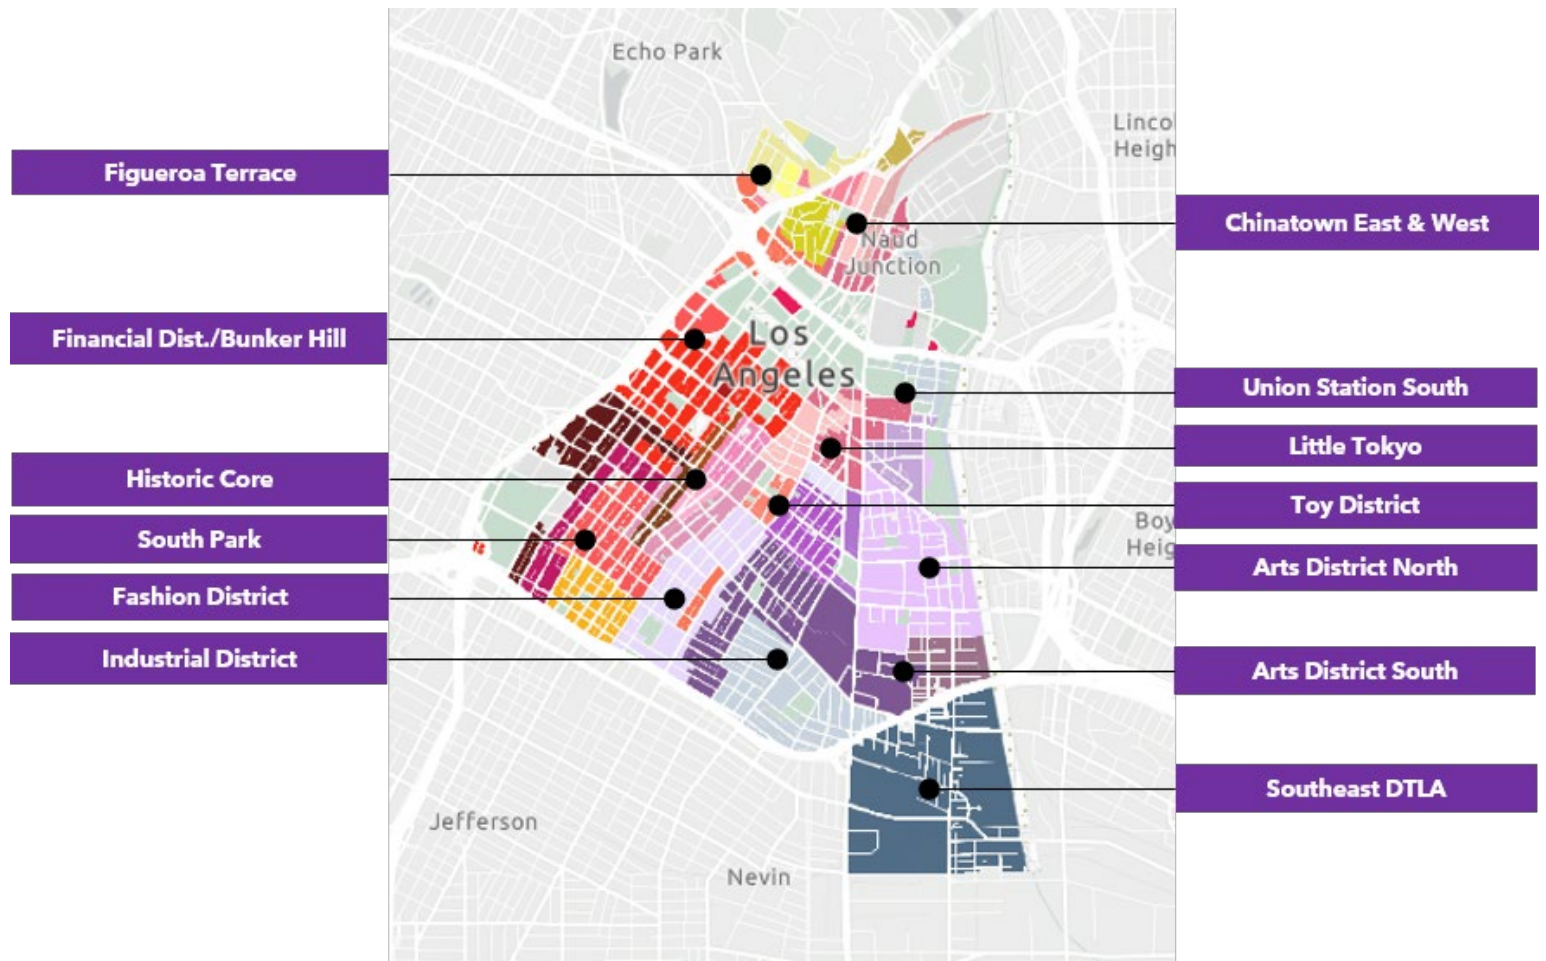 Echo Park
Linco
Heigh
Figueroa Terrace
Chinatown East & West
Naud
Junction
Financial Dist./Bunker Hill
Los
Angeles
Union Station South
Little Tokyo
Historic Core
Toy District
South Park
Boy
Heig
Arts District North
Fashion District
Industrial District
Arts District South
Southeast DTLA
Jefferson
Nevin